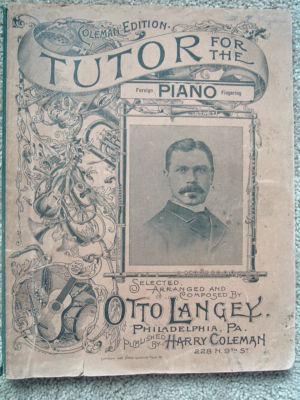 COLEMAN EDITION.
TUTOR FOR THE
Foreign PIANO Fingering
SELECTED
ARRANGED AND
COMPOSED BY
OTTO LANGEY.
PHILADELPHIA, PA.
PUBLISHED BY HARRY COLEMAN
228 N. 9TH ST.